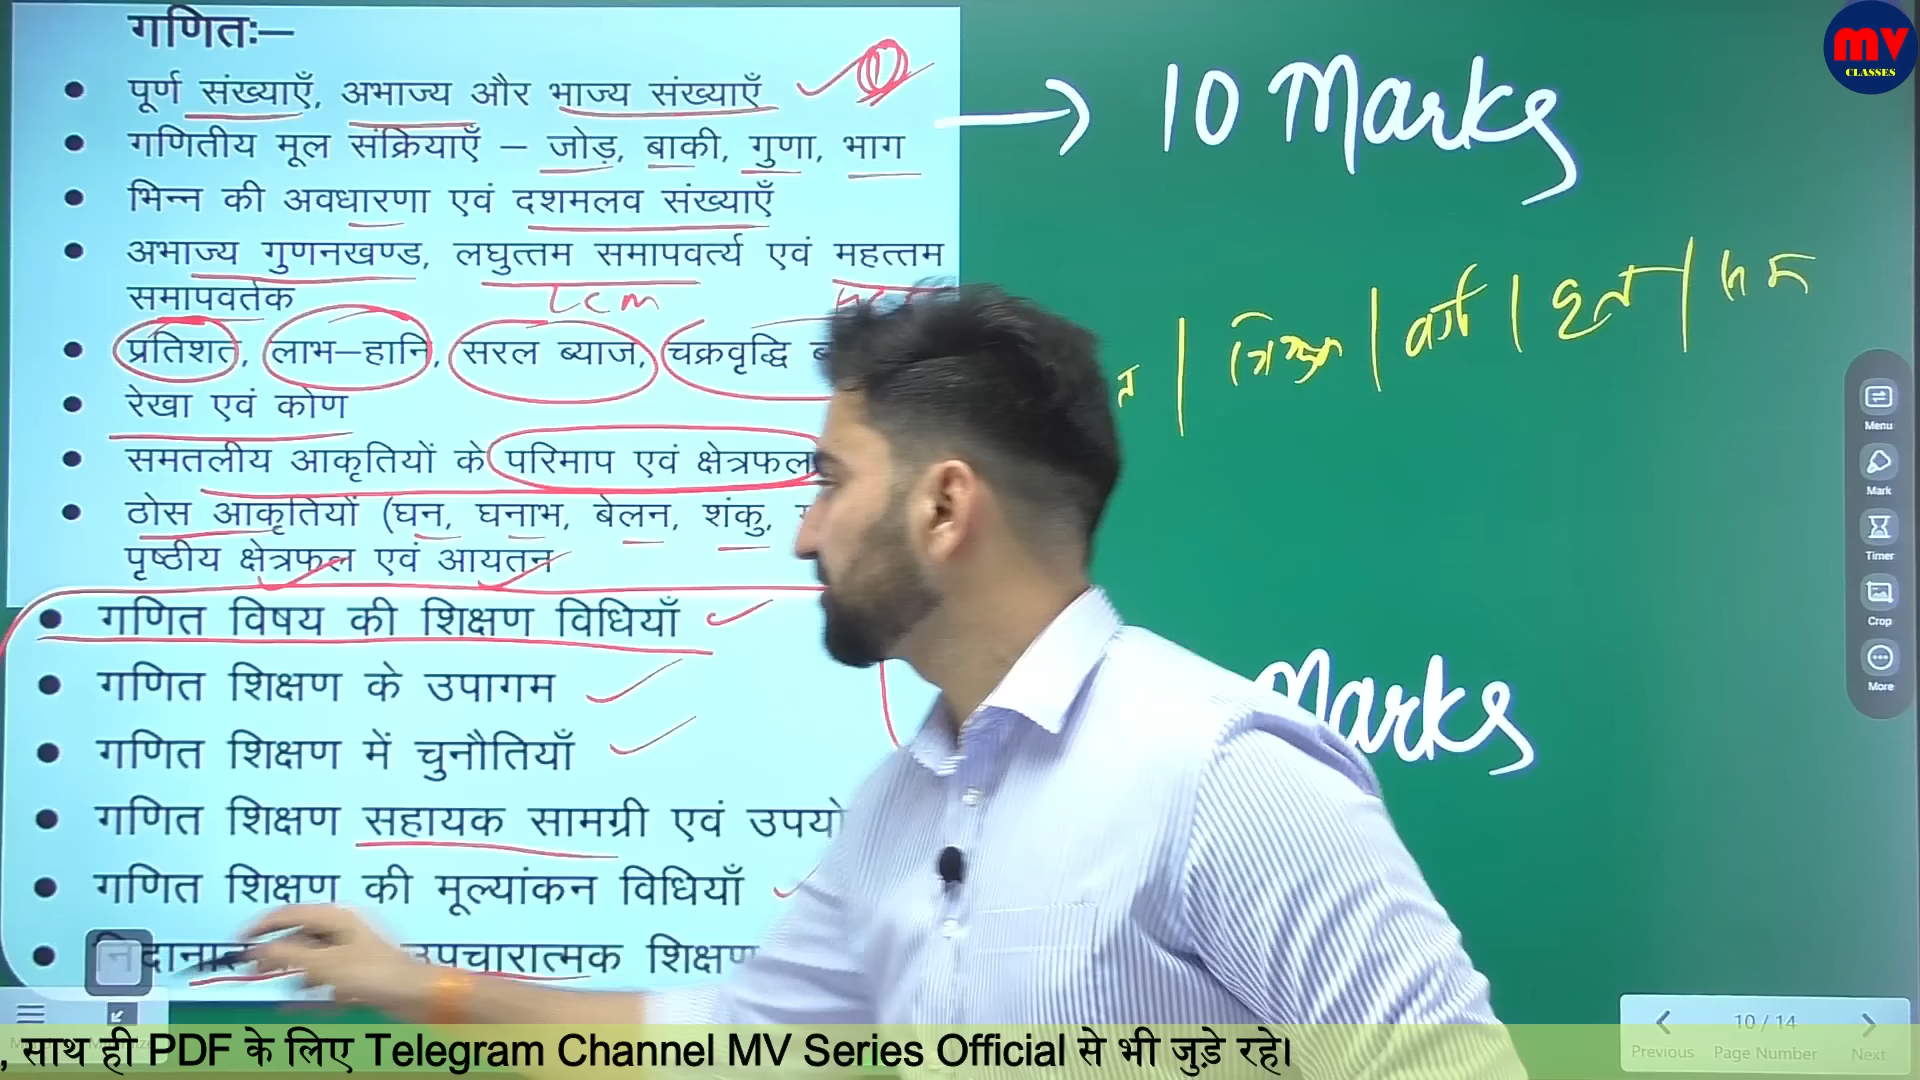 गणितः—
• पूर्ण संख्याएँ, अभाज्य और भाज्य संख्याएँ
• गणितीय मूल संक्रियाएँ – जोड़, बाकी, गुणा, भाग
→ 10 Marks
• भिन्न की अवधारणा एवं दशमलव संख्याएँ
• अभाज्य गुणनखण्ड, लघुत्तम समापवर्त्य एवं महत्तम
समापवर्तक
LCM
• प्रतिशत, लाभ–हानि, सरल ब्याज, चक्रवृद्धि
त | त्रिभुज | वर्ग |
• रेखा एवं कोण
• समतलीय आकृतियों के परिमाप एवं क्षेत्रफल
• ठोस आकृतियों (घन, घनाभ, बेलन, शंकु,
पृष्ठीय क्षेत्रफल एवं आयतन
• गणित विषय की शिक्षण विधियाँ
• गणित शिक्षण के उपागम
Marks
• गणित शिक्षण में चुनौतियाँ
• गणित शिक्षण सहायक सामग्री एवं
• गणित शिक्षण की मूल्यांकन विधियाँ
• उपचारात्मक शिक्षण
MV
CLASSES
Menu
Mark
Timer
Crop
More
10 / 14
Previous Page Number Next
, साथ ही PDF के लिए Telegram Channel MV Series Official से भी जुड़े रहे।